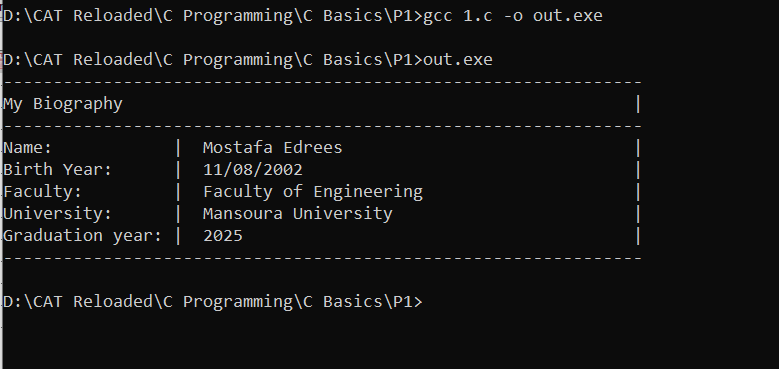 D:\CAT Reloaded\C Programming\C Basics\P1>gcc 1.c -o out.exe
D:\CAT Reloaded\C Programming\C Basics\P1>out.exe
----------------------------------------------------------------
My Biography                                                   |
----------------------------------------------------------------
Name:            |  Mostafa Edrees                             |
Birth Year:      |  11/08/2002                                 |
Faculty:         |  Faculty of Engineering                     |
University:      |  Mansoura University                        |
Graduation year: |  2025                                       |
----------------------------------------------------------------
D:\CAT Reloaded\C Programming\C Basics\P1>